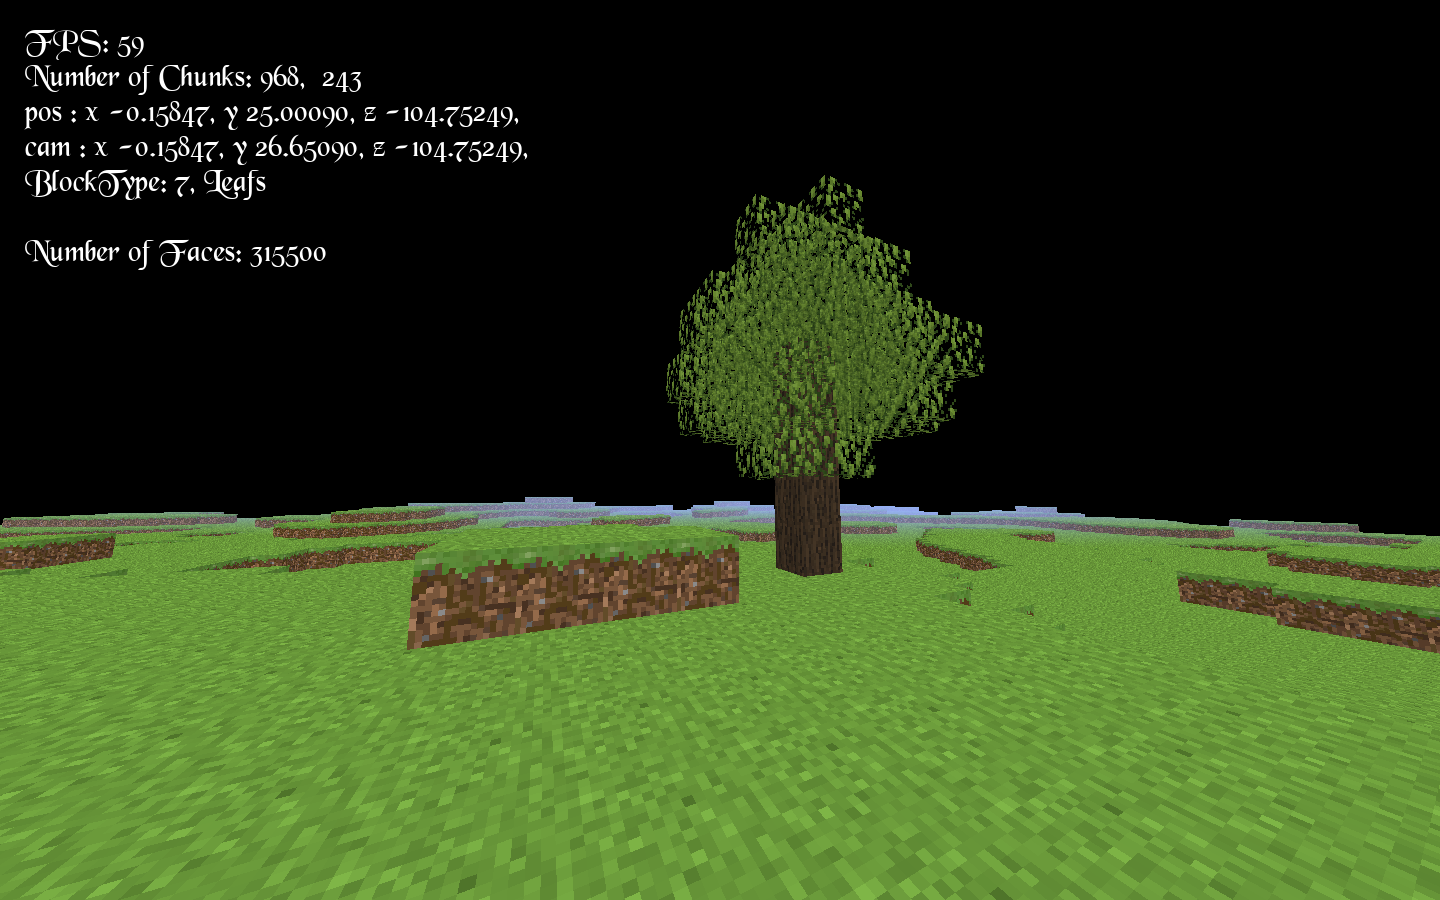 FPS: 59
Number of Chunks: 968, 243
pos : x -0.15847, y 25.00090, z -104.75249,
cam : x -0.15847, y 26.65090, z -104.75249,
BlockType: 7, Leafs
Number of Faces: 315500